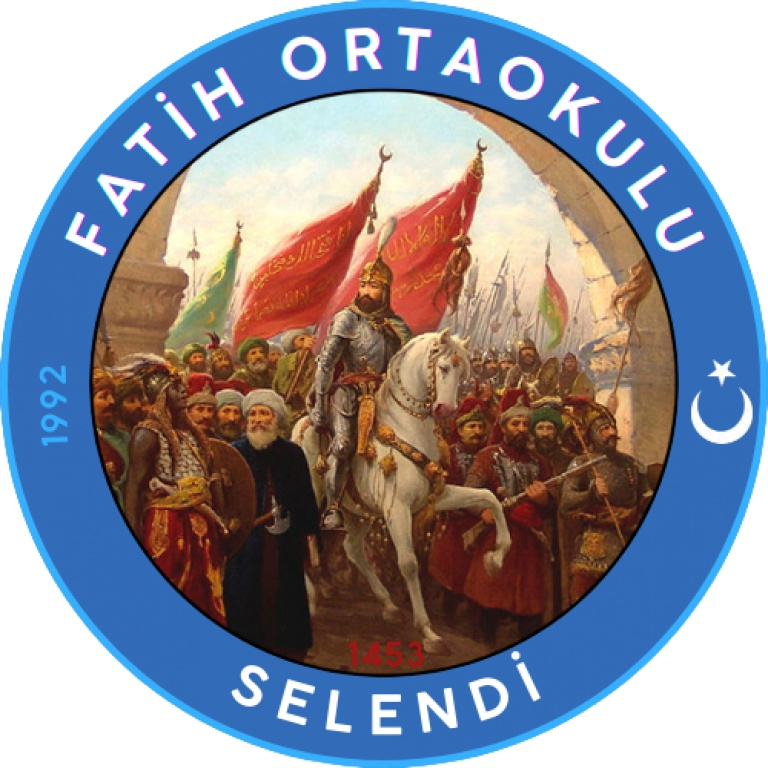 FATİH ORTAOKULU
1992
1453
SELENDİ